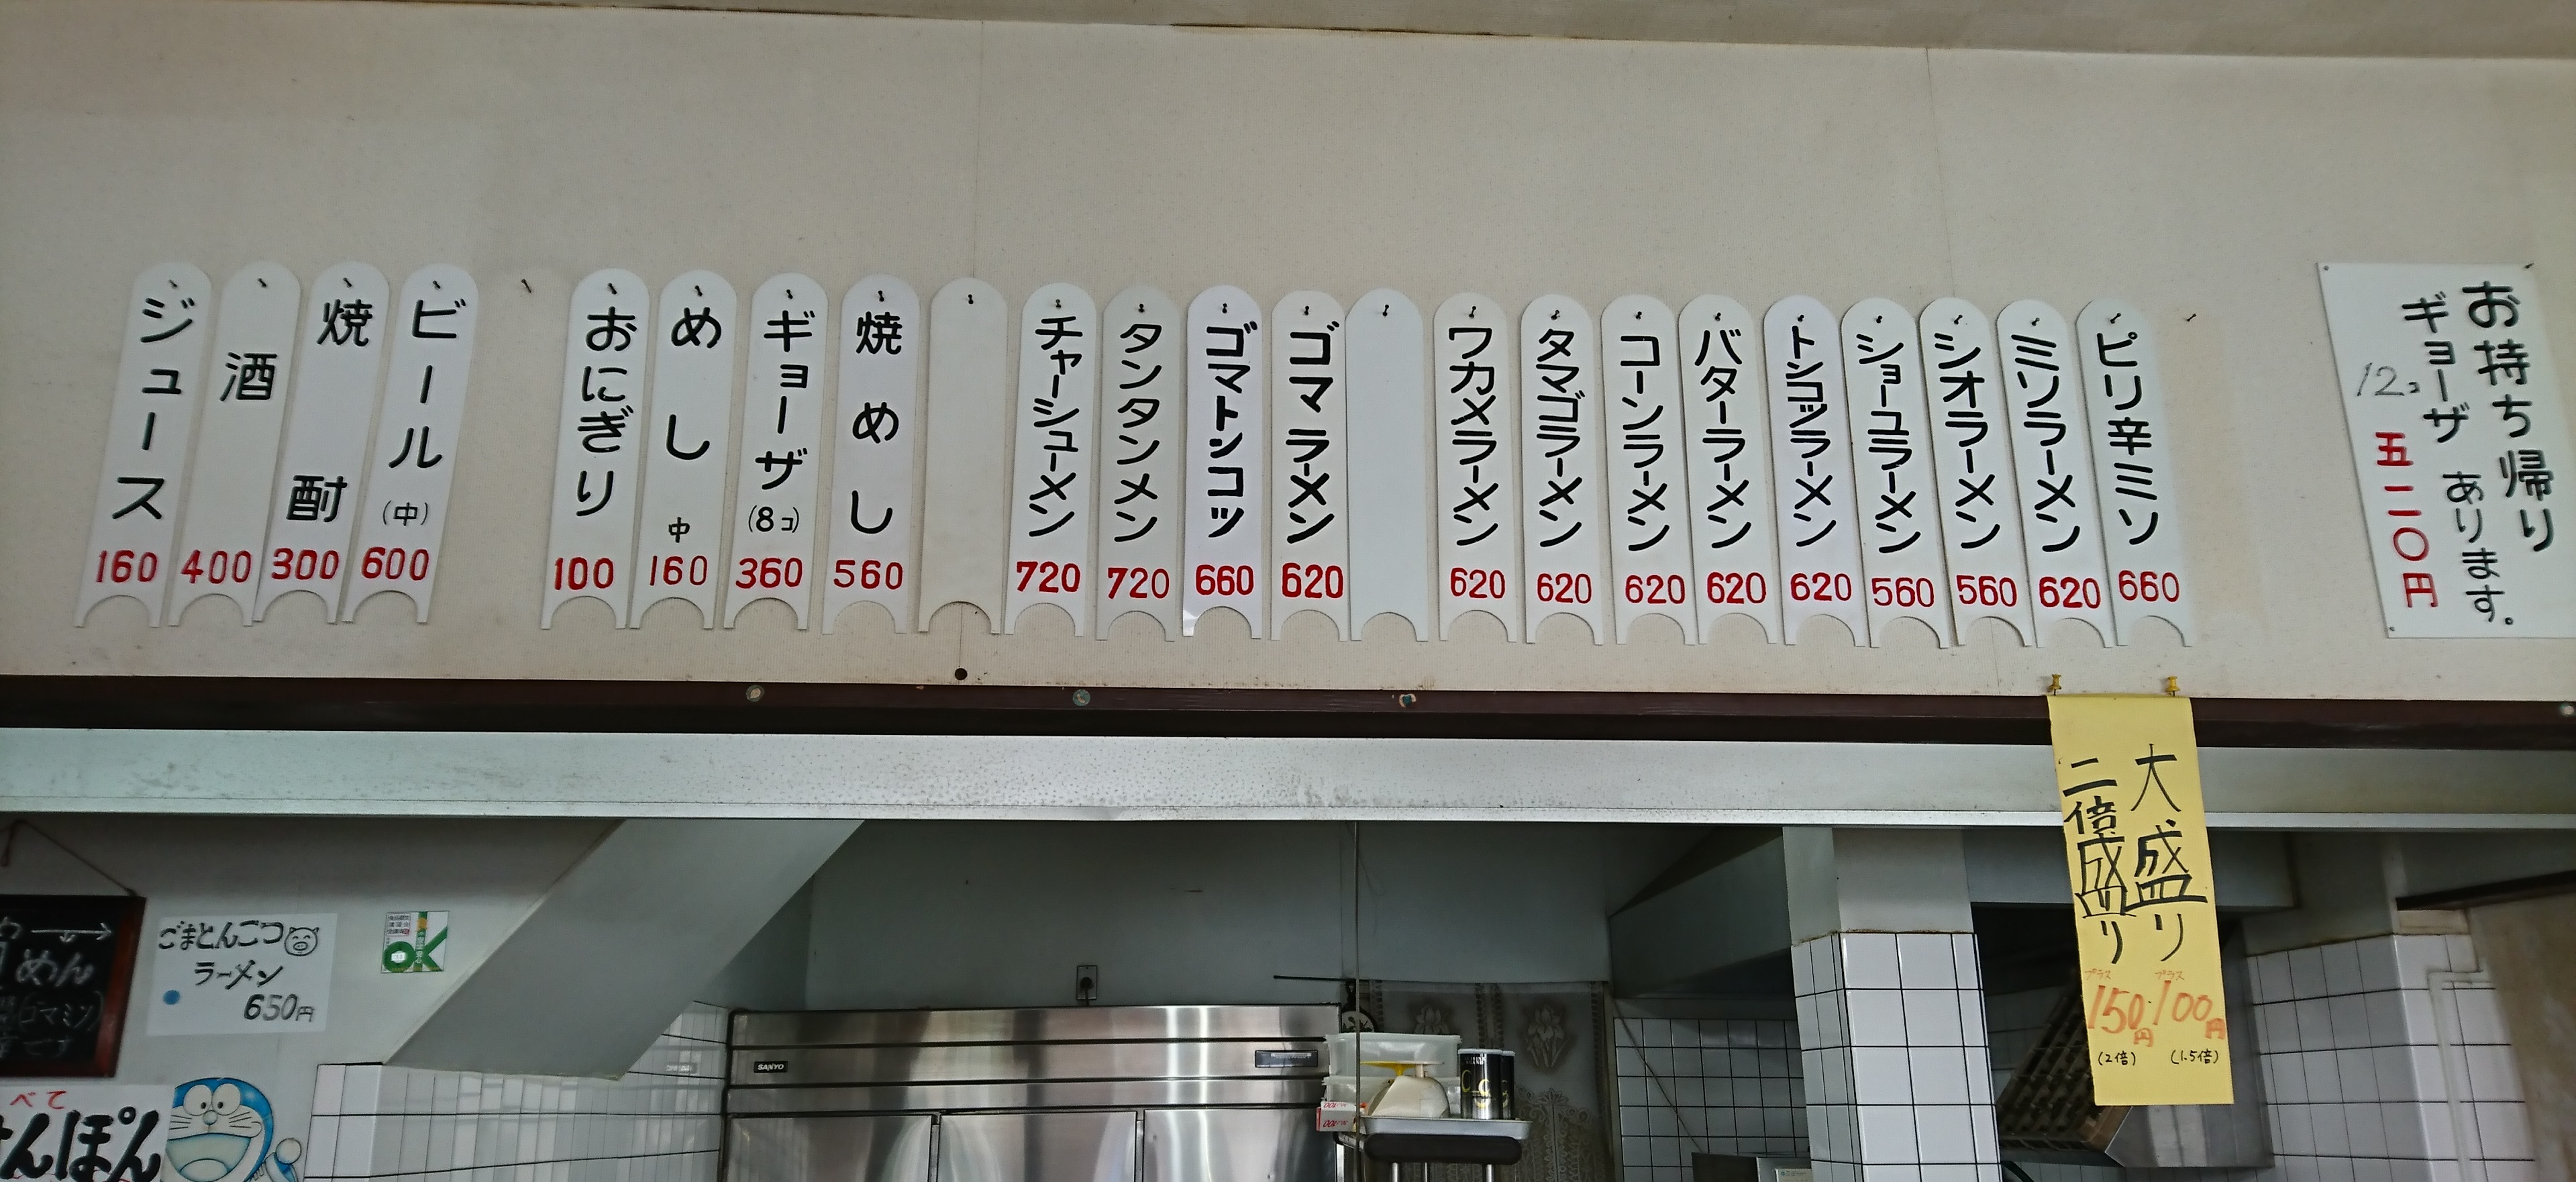 お持ち帰り
ギョーザ あります。
12コ 五二〇円
ピリ辛ミソ 660
ミソラーメン 620
シオラーメン 560
ショーユラーメン 560
トンコツラーメン 620
バターラーメン 620
コーンラーメン 620
タマゴラーメン 620
ワカメラーメン 620
ゴマラーメン 620
ゴマトンコツ 660
タンタンメン 720
チャーシューメン 720
焼めし 560
ギョーザ(8コ) 360
めし 中 160
おにぎり 100
ビール(中) 600
焼酎 300
酒 400
ジュース 160
大盛り プラス100円 (1.5倍)
二倍盛り プラス150円 (2倍)
ごまとんこつ
ラーメン
650円
OK
めん
SANYO
べて
んぽん